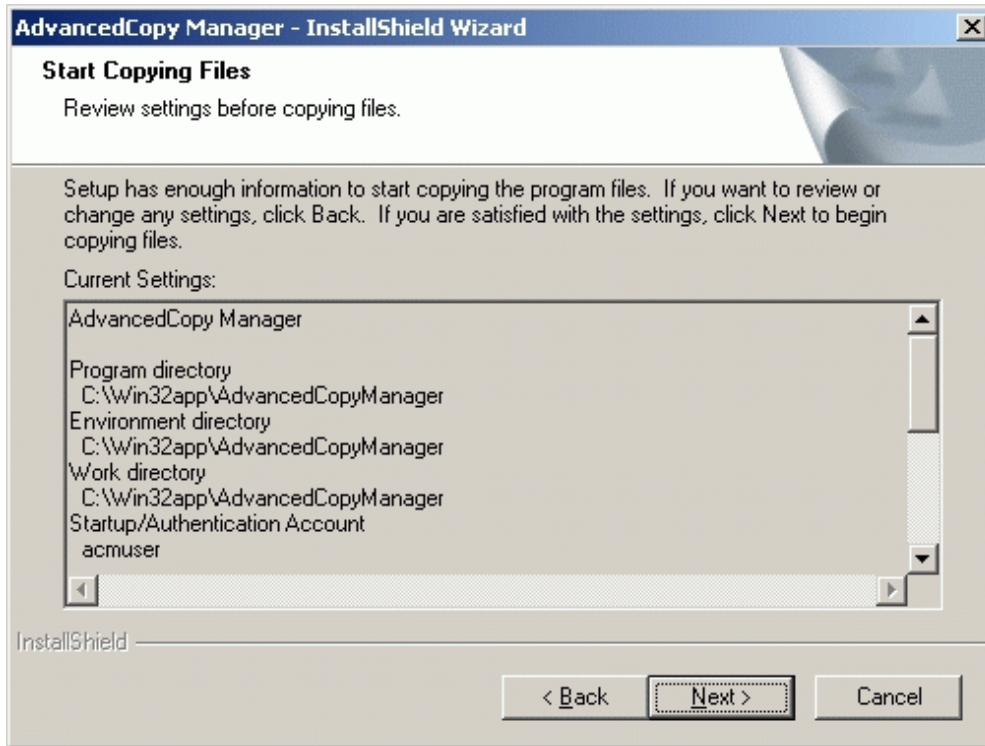 AdvancedCopy Manager - InstallShield Wizard
Start Copying Files
Review settings before copying files.
Setup has enough information to start copying the program files.  If you want to review or
change any settings, click Back.  If you are satisfied with the settings, click Next to begin
copying files.
Current Settings:
AdvancedCopy Manager
Program directory
C:\Win32app\AdvancedCopyManager
Environment directory
C:\Win32app\AdvancedCopyManager
Work directory
C:\Win32app\AdvancedCopyManager
Startup/Authentication Account
acmuser
InstallShield
< Back
Next >
Cancel